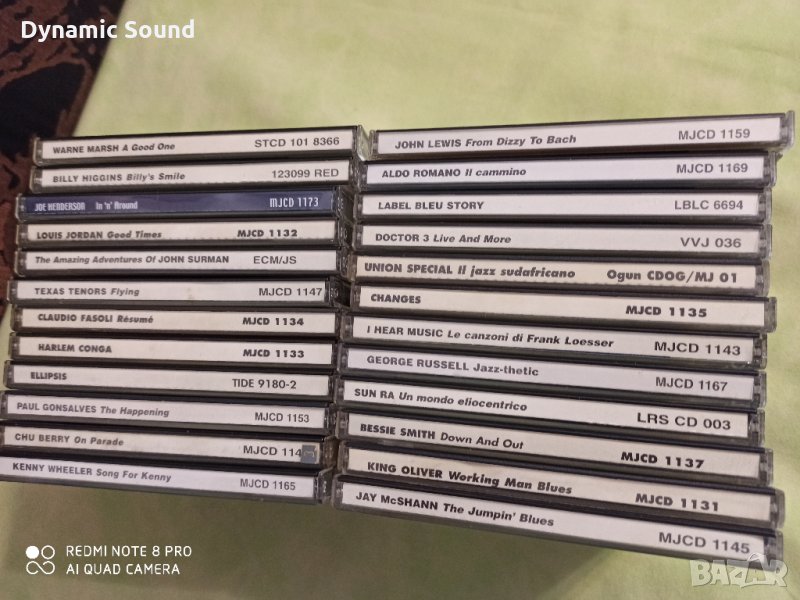 Dynamic Sound
WARNE MARSH A Good One STCD 101 8366
BILLY HIGGINS Billy's Smile 123099 RED
JOE HENDERSON In 'n' Around MJCD 1173
LOUIS JORDAN Good Times MJCD 1132
The Amazing Adventures Of JOHN SURMAN ECM/JS
TEXAS TENORS Flying MJCD 1147
CLAUDIO FASOLI Résumé MJCD 1134
HARLEM CONGA MJCD 1133
ELLIPSIS TIDE 9180-2
PAUL GONSALVES The Happening MJCD 1153
CHU BERRY On Parade MJCD 114
KENNY WHEELER Song For Kenny MJCD 1165
JOHN LEWIS From Dizzy To Bach MJCD 1159
ALDO ROMANO Il cammino MJCD 1169
LABEL BLEU STORY LBLC 6694
DOCTOR 3 Live And More VVJ 036
UNION SPECIAL Il jazz sudafricano Ogun CDOG/MJ 01
CHANGES MJCD 1135
I HEAR MUSIC Le canzoni di Frank Loesser MJCD 1143
GEORGE RUSSELL Jazz-thetic MJCD 1167
SUN RA Un mondo eliocentrico LRS CD 003
BESSIE SMITH Down And Out MJCD 1137
KING OLIVER Working Man Blues MJCD 1131
JAY McSHANN The Jumpin' Blues MJCD 1145
REDMI NOTE 8 PRO
AI QUAD CAMERA
BAZAR